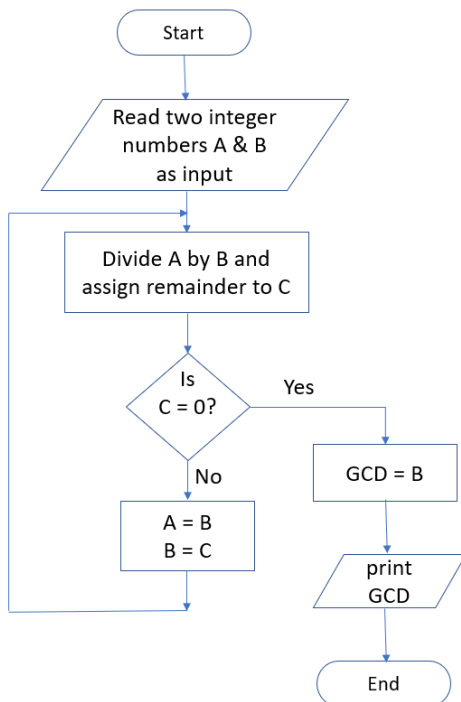 Start
Read two integer
numbers A & B
as input
Divide A by B and
assign remainder to C
Is
C = 0?
Yes
No
A = B
B = C
GCD = B
print
GCD
End